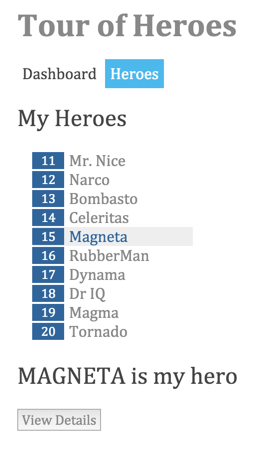 Tour of Heroes
Dashboard Heroes
My Heroes
11 Mr. Nice
12 Narco
13 Bombasto
14 Celeritas
15 Magneta
16 RubberMan
17 Dynama
18 Dr IQ
19 Magma
20 Tornado
MAGNETA is my hero
View Details